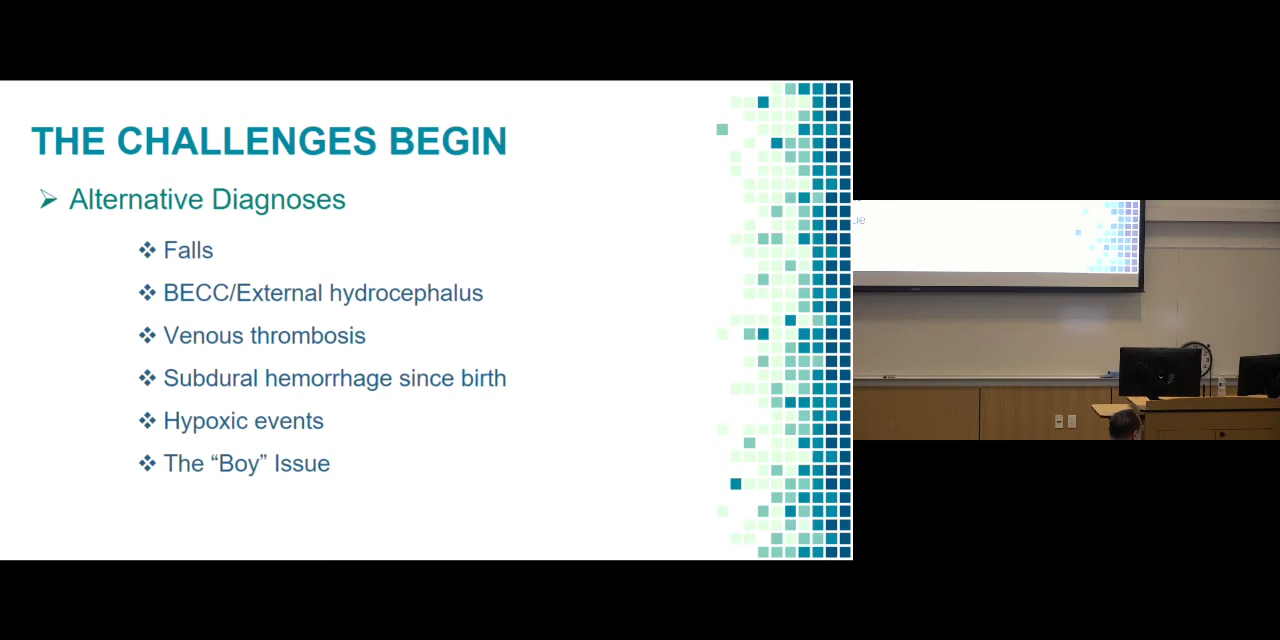 THE CHALLENGES BEGIN
Alternative Diagnoses
Falls
BECC/External hydrocephalus
Venous thrombosis
Subdural hemorrhage since birth
Hypoxic events
The “Boy” Issue
ue